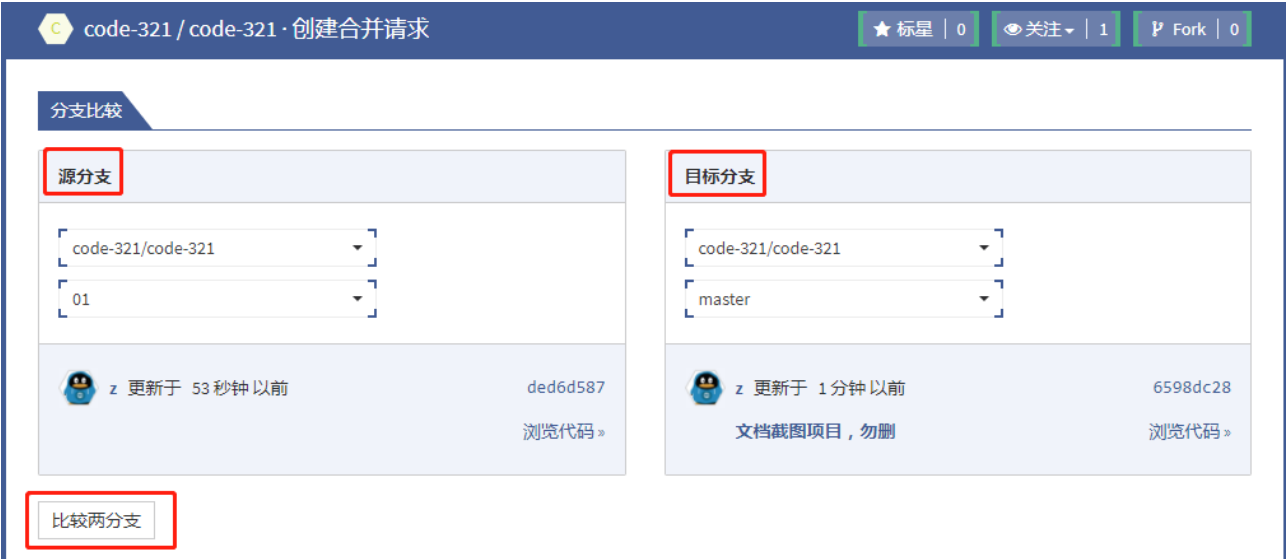 C code-321 / code-321 · 创建合并请求
标星 | 0 关注 | 1 Fork | 0
分支比较
源分支
code-321/code-321
01
z 更新于 53 秒钟 以前 ded6d587
浏览代码 »
目标分支
code-321/code-321
master
z 更新于 1 分钟 以前 6598dc28
文档截图项目，勿删 浏览代码 »
比较两分支